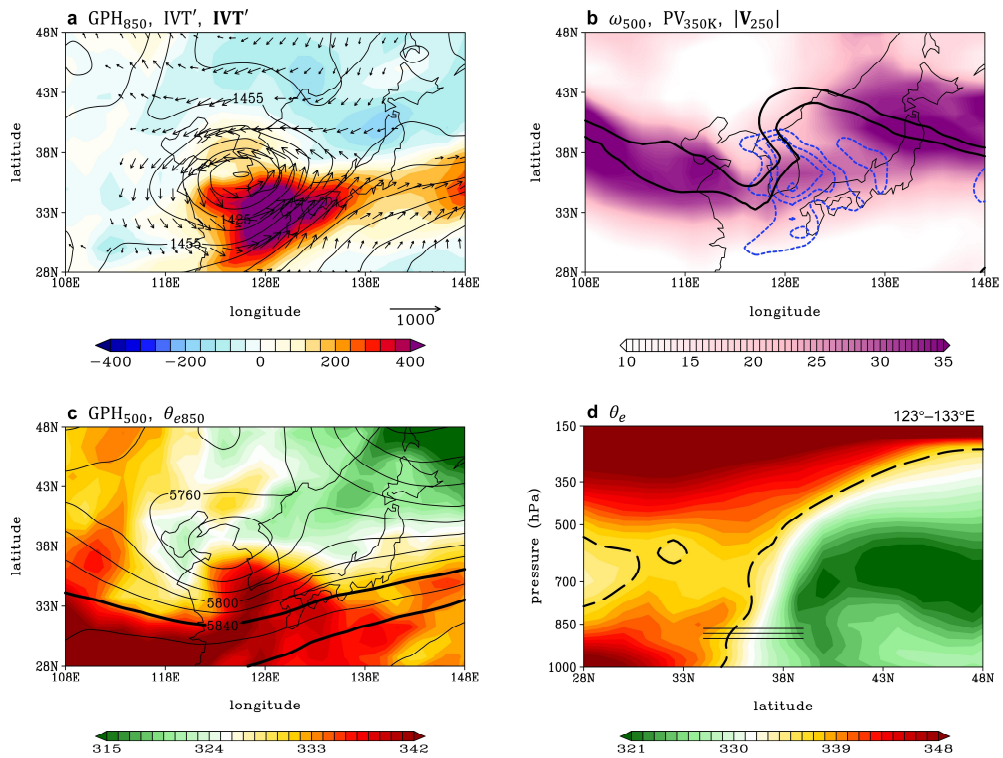 a GPH850, IVT′, IVT′
48N
43N
38N
33N
28N
latitude
1455
1425
1455
108E 118E 128E 138E 148E
longitude
1000
−400 −200 0 200 400
b ω500, PV350K, |V250|
48N
43N
38N
33N
28N
latitude
108E 118E 128E 138E 148E
longitude
10 15 20 25 30 35
c GPH500, θe850
48N
43N
38N
33N
28N
latitude
5760
5800
5840
108E 118E 128E 138E 148E
longitude
315 324 333 342
d θe 123°–133°E
150
350
500
700
850
1000
pressure (hPa)
28N 33N 38N 43N 48N
latitude
321 330 339 348